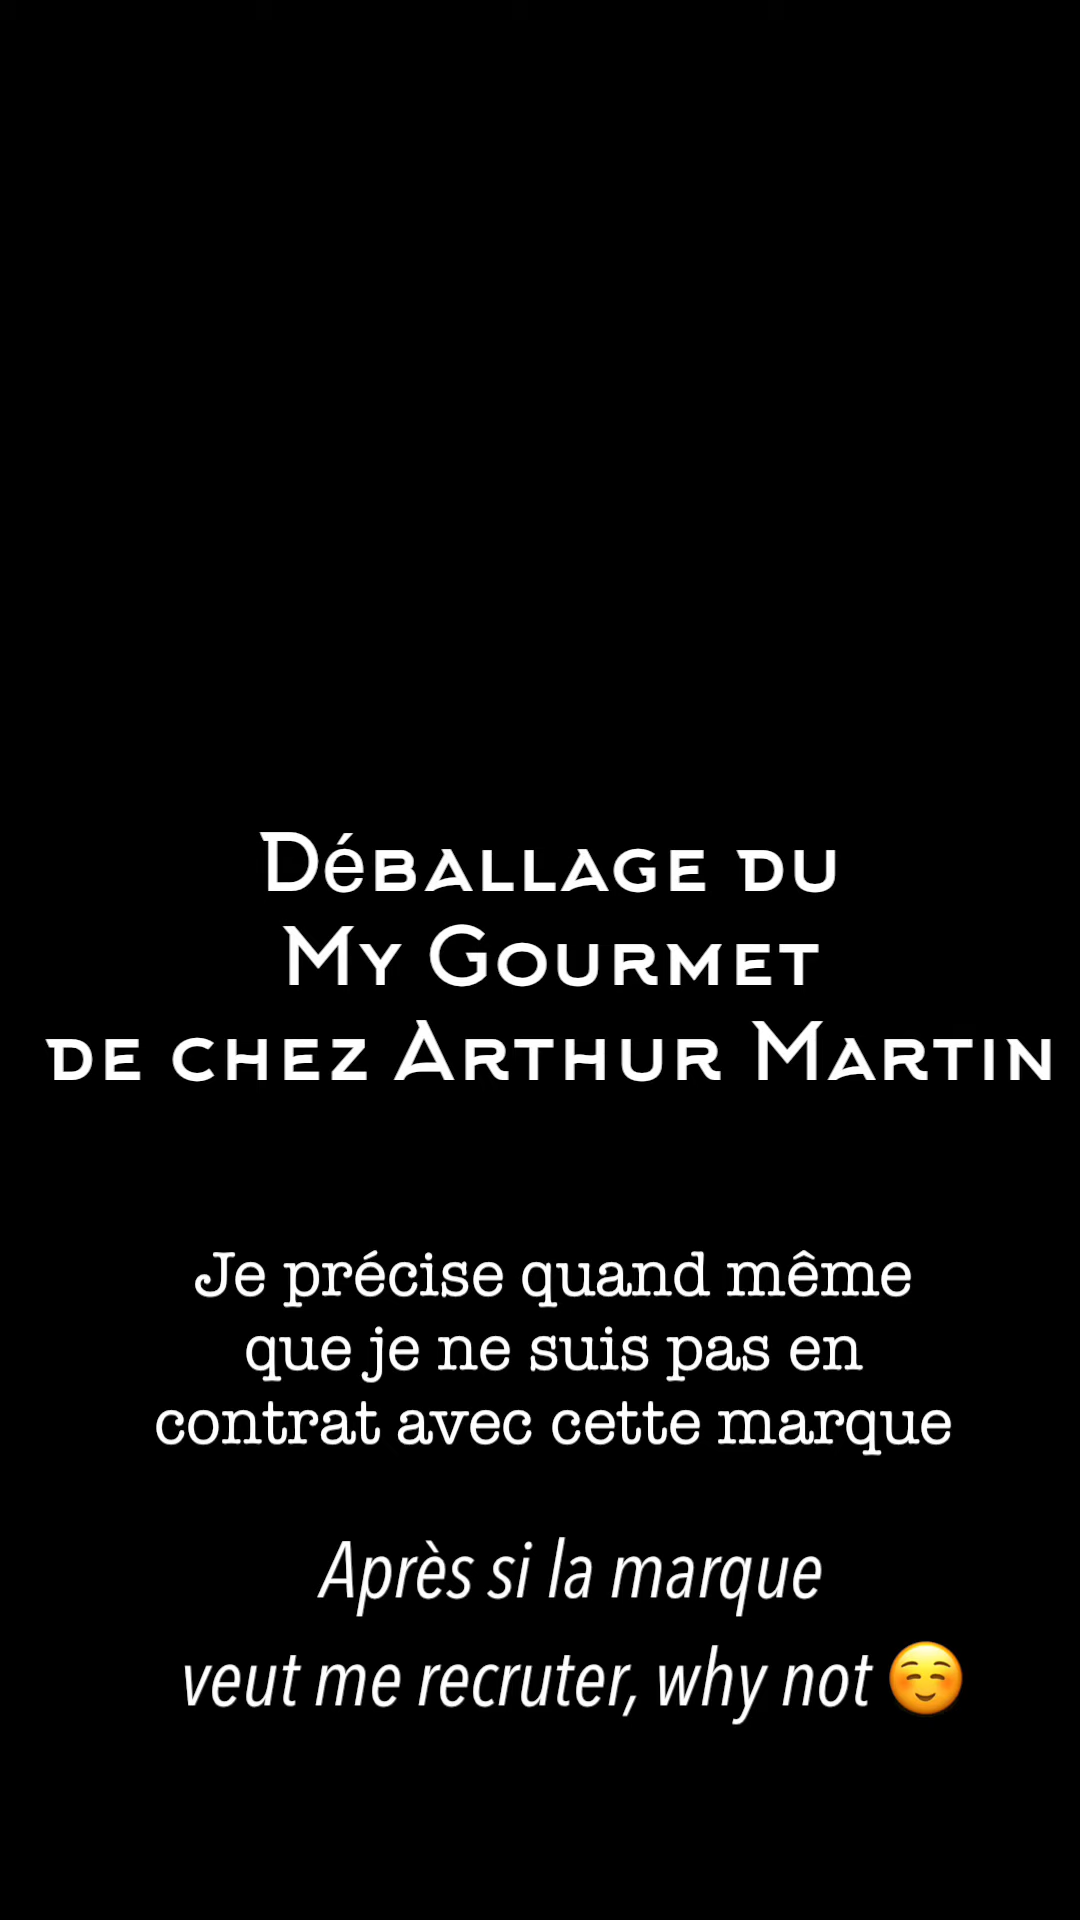 Déballage du
My Gourmet
de chez Arthur Martin
Je précise quand même
que je ne suis pas en
contrat avec cette marque
Après si la marque
veut me recruter, why not ☺️